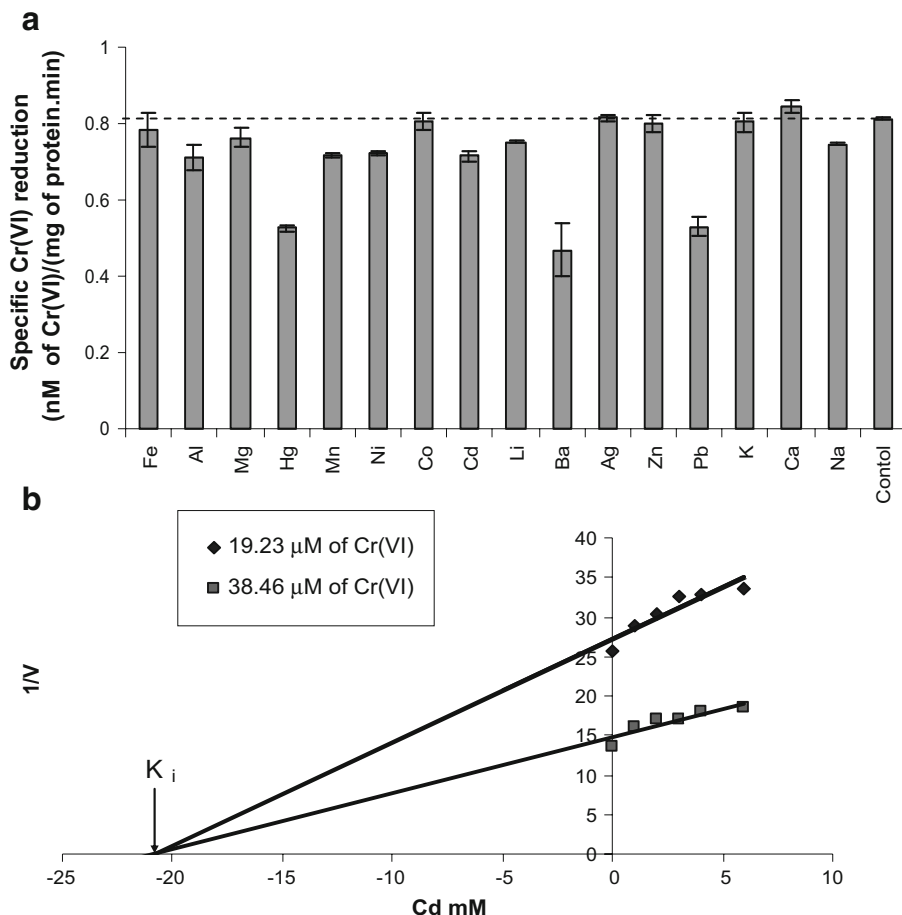 a
Specific Cr(VI) reduction
(nM of Cr(VI)/(mg of protein.min)
1
0.8
0.6
0.4
0.2
0
Fe
Al
Mg
Hg
Mn
Ni
Co
Cd
Li
Ba
Ag
Zn
Pb
K
Ca
Na
Contol
b
19.23 μM of Cr(VI)
38.46 μM of Cr(VI)
1/V
40
35
30
25
20
15
10
5
0
K i
-25
-20
-15
-10
-5
0
5
10
Cd mM